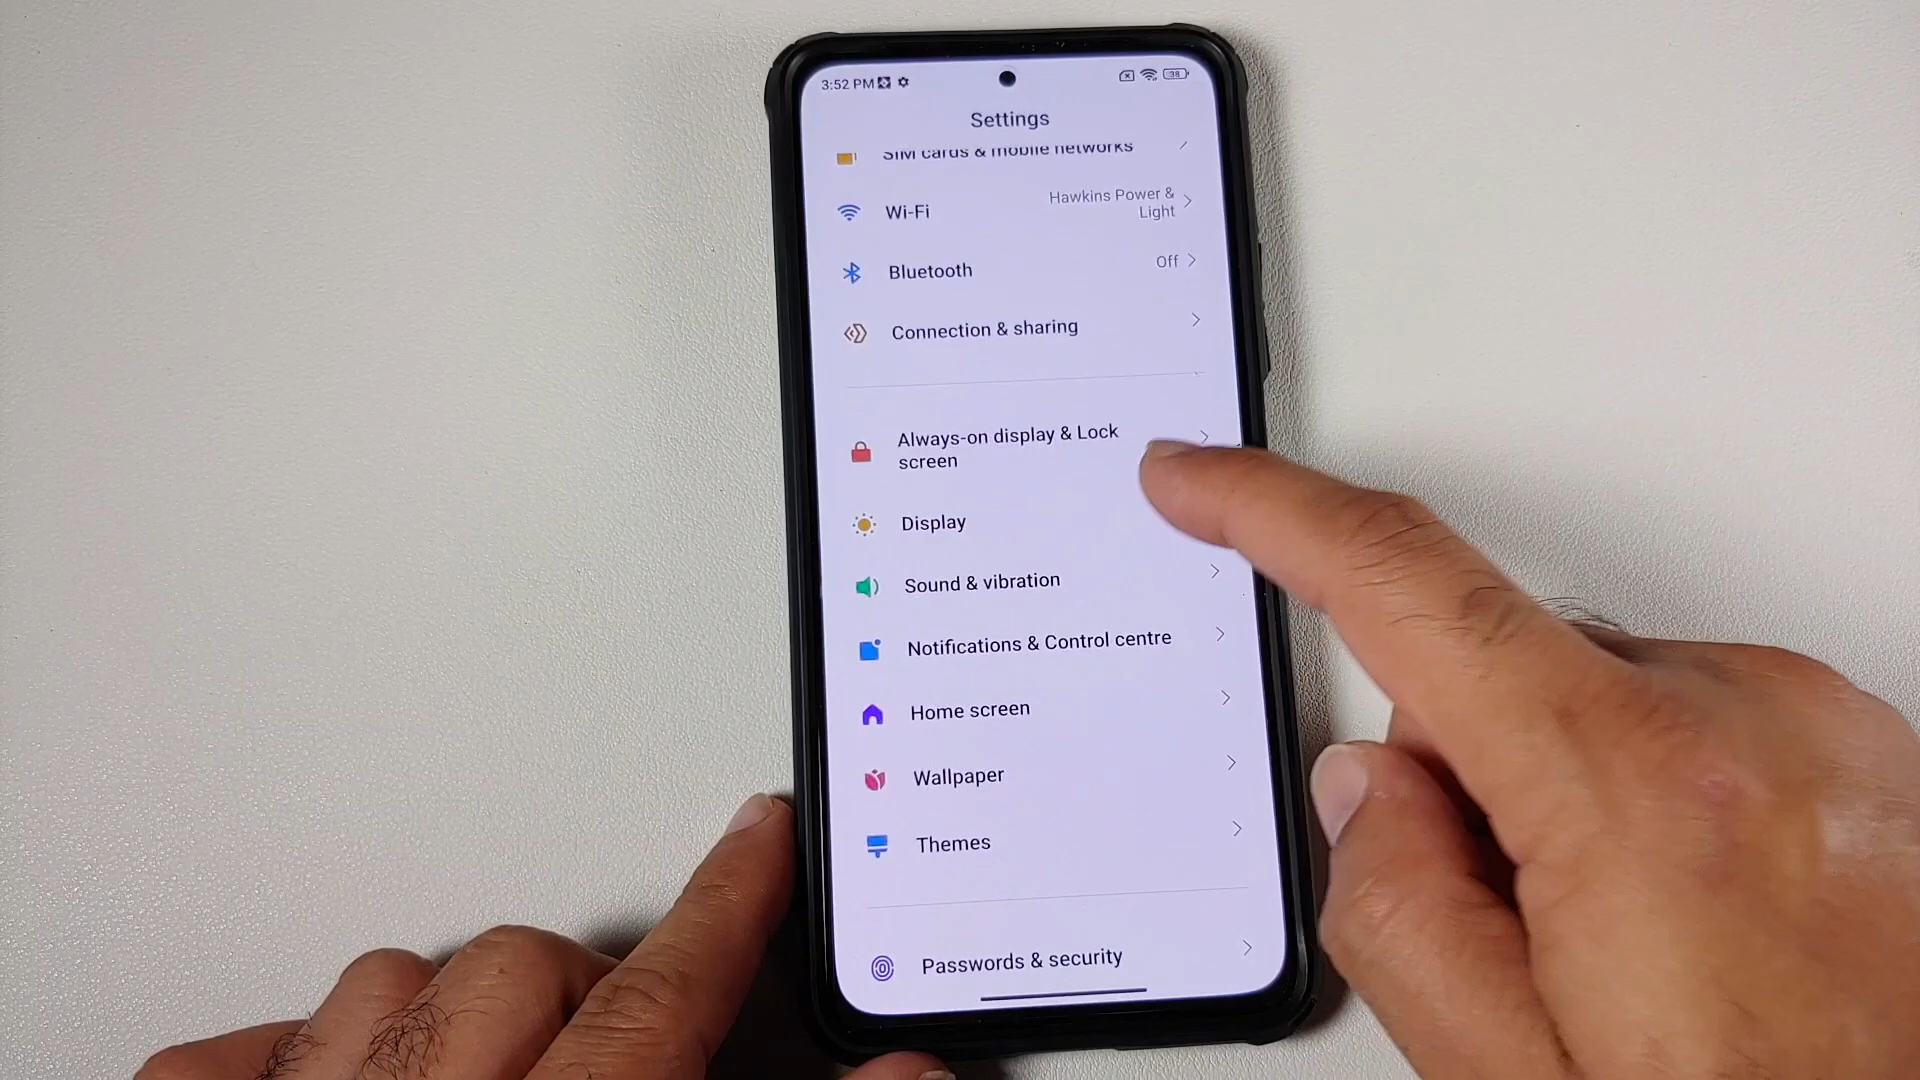 3:52 PM
38
Settings
SIM cards & mobile networks
Wi-Fi
Hawkins Power &
Light
Bluetooth
Off
Connection & sharing
Always-on display & Lock
screen
Display
Sound & vibration
Notifications & Control centre
Home screen
Wallpaper
Themes
Passwords & security